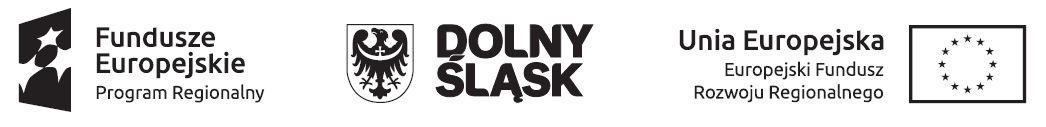 Fundusze
Europejskie
Program Regionalny
DOLNY
ŚLĄSK
Unia Europejska
Europejski Fundusz
Rozwoju Regionalnego